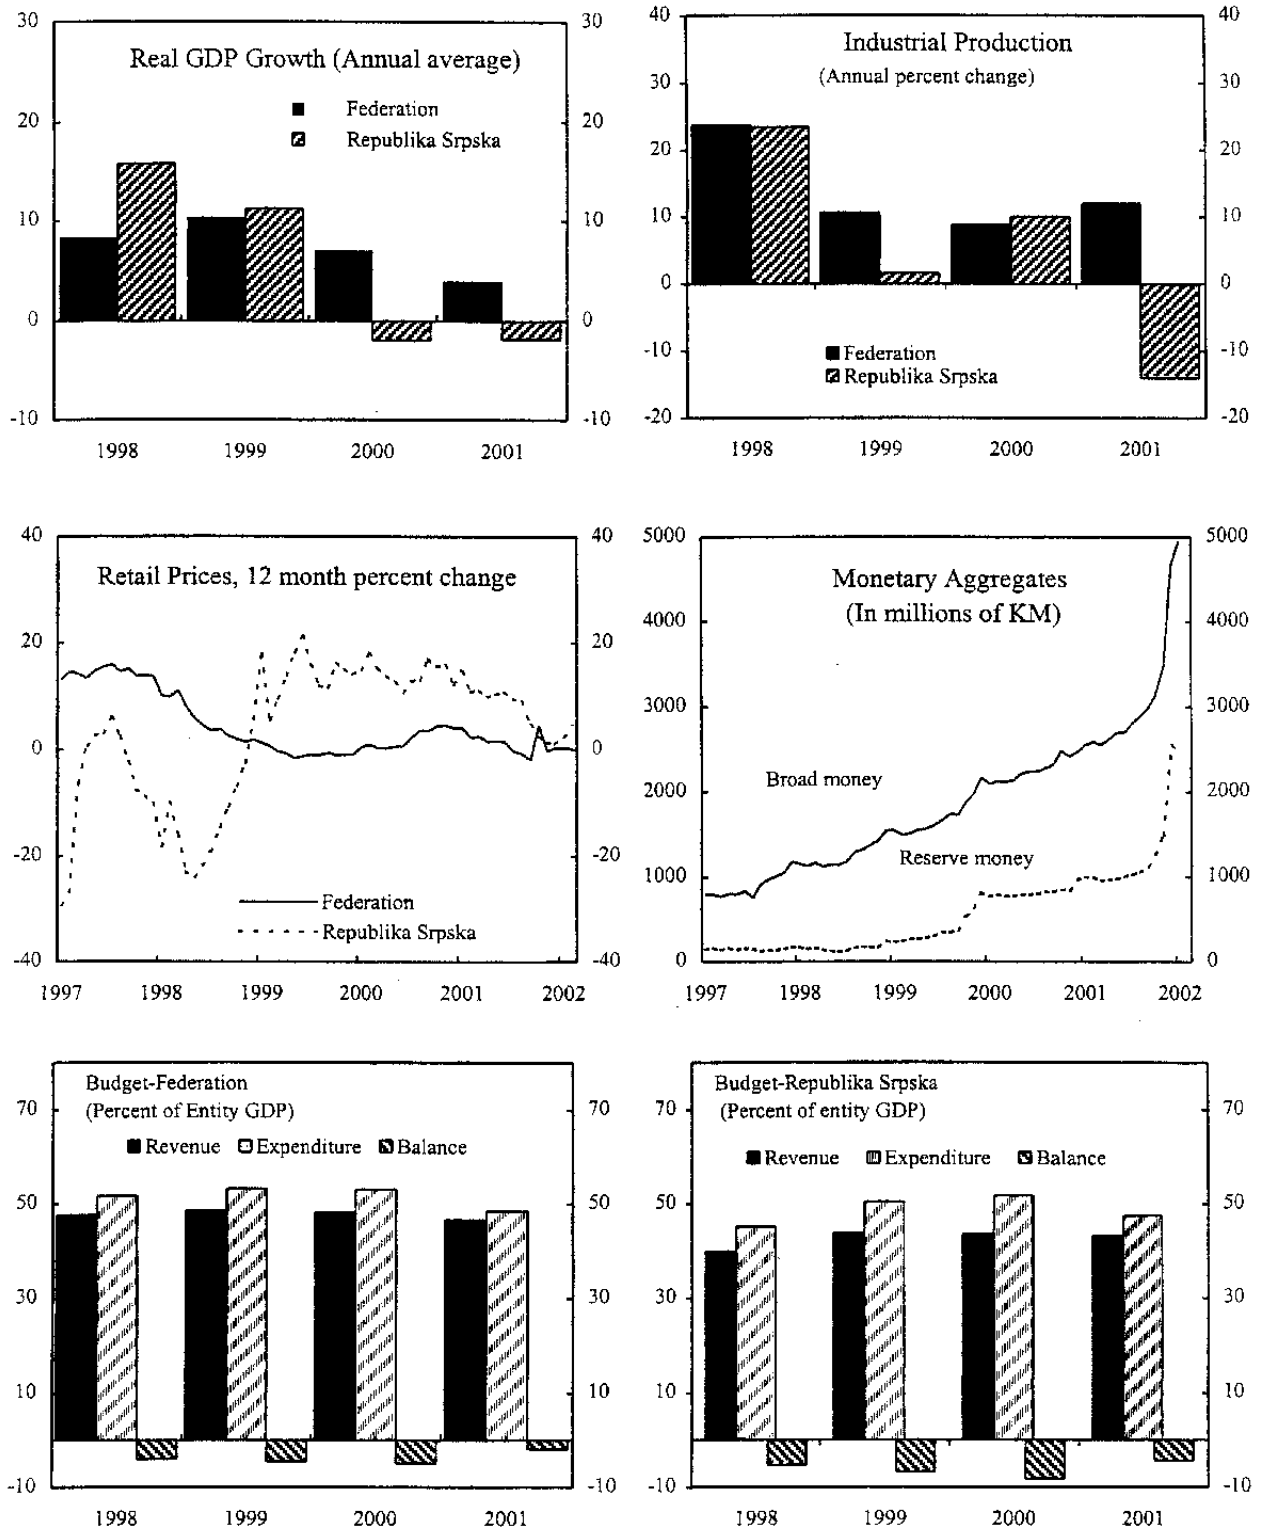 Real GDP Growth (Annual average)
Federation
Republika Srpska
30
20
10
0
-10
30
20
10
0
-10
1998 1999 2000 2001
Industrial Production
(Annual percent change)
40
30
20
10
0
-10
-20
40
30
20
10
0
-10
-20
Federation
Republika Srpska
1998 1999 2000 2001
Retail Prices, 12 month percent change
40
20
0
-20
-40
40
20
0
-20
-40
Federation
Republika Srpska
1997 1998 1999 2000 2001 2002
Monetary Aggregates
(In millions of KM)
5000
4000
3000
2000
1000
0
5000
4000
3000
2000
1000
0
Broad money
Reserve money
1997 1998 1999 2000 2001 2002
Budget-Federation
(Percent of Entity GDP)
Revenue Expenditure Balance
70
50
30
10
-10
70
50
30
10
-10
1998 1999 2000 2001
Budget-Republika Srpska
(Percent of entity GDP)
Revenue Expenditure Balance
70
50
30
10
-10
70
50
30
10
-10
1998 1999 2000 2001